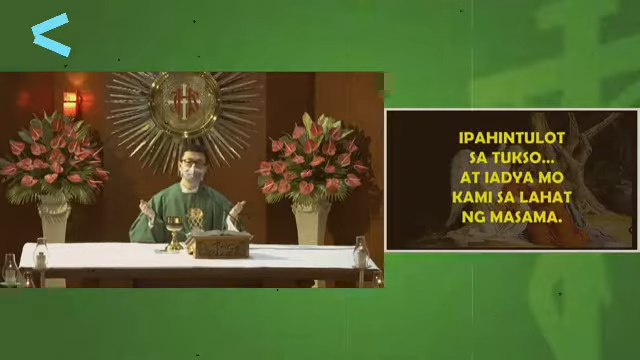 IPAHINTULOT
SA TUKSO...
AT IADYA MO
KAMI SA LAHAT
NG MASAMA.